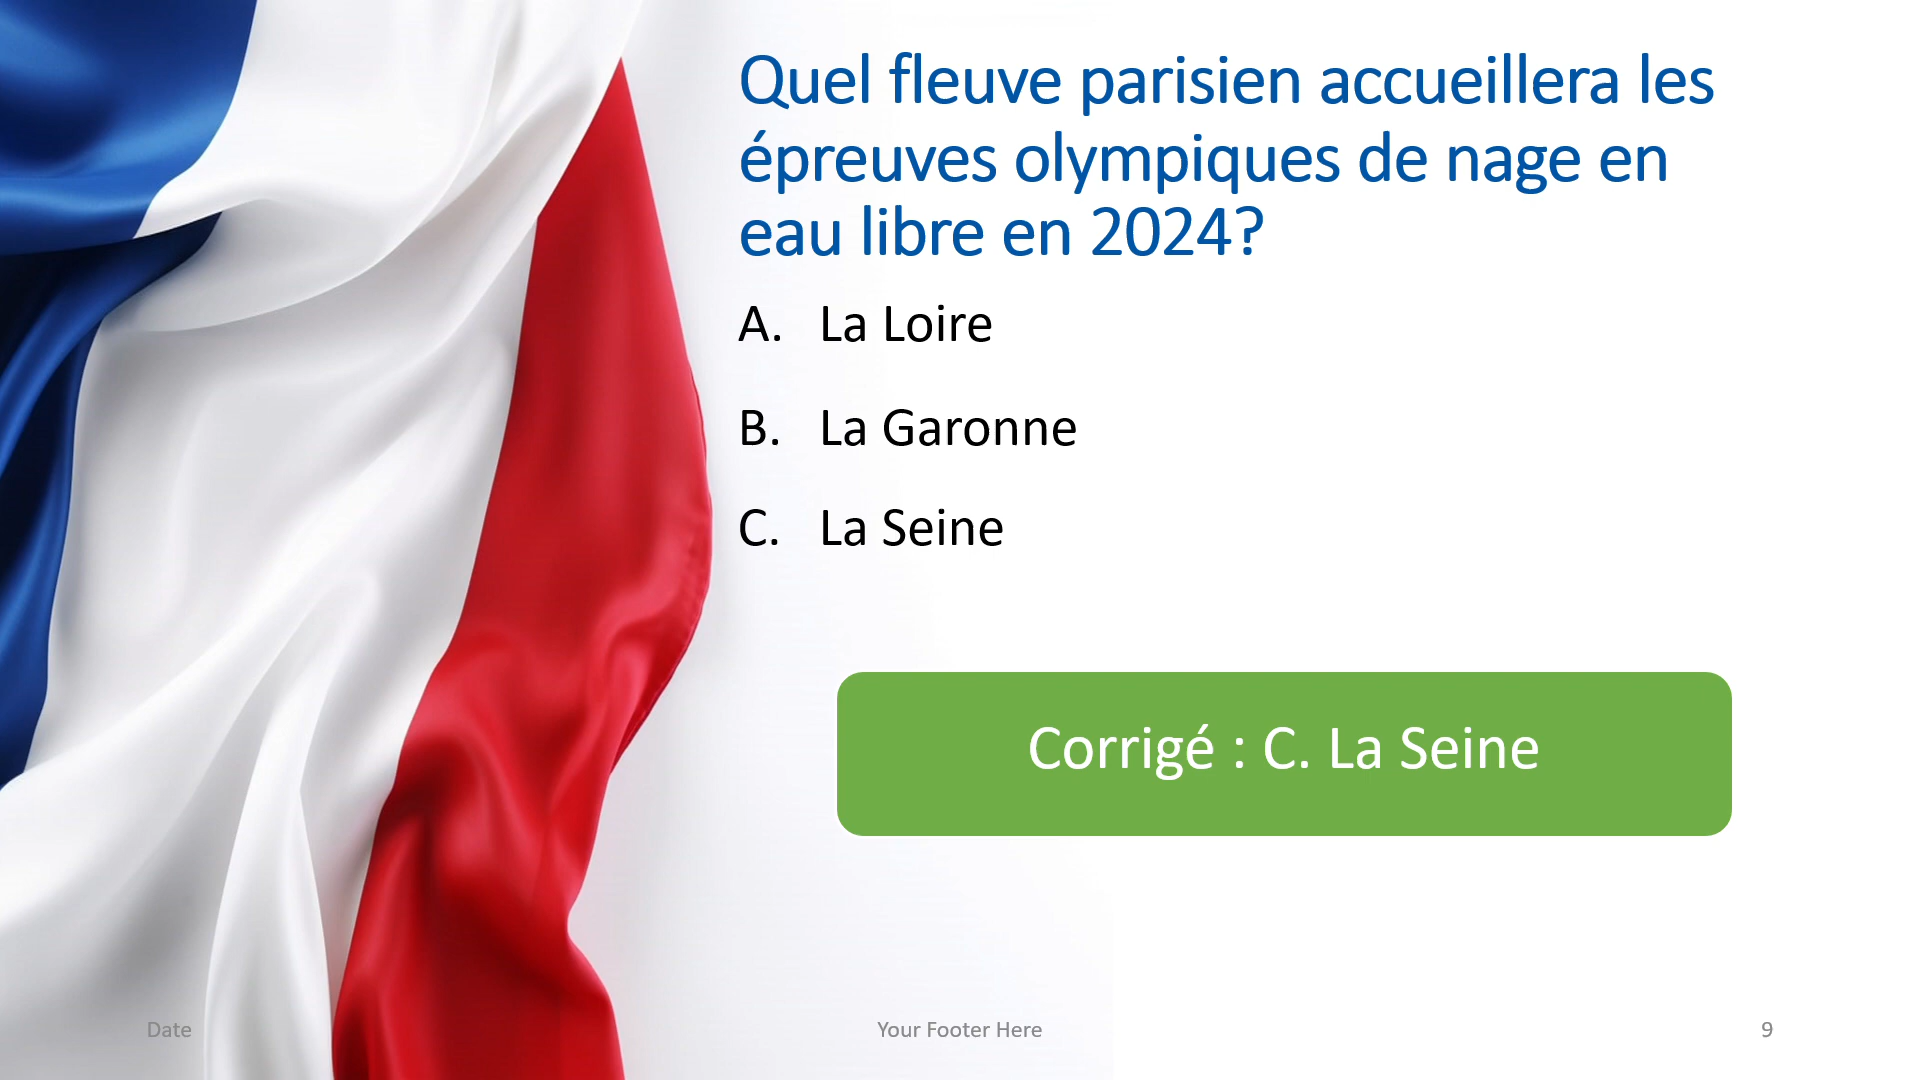 Quel fleuve parisien accueillera les
épreuves olympiques de nage en
eau libre en 2024?
A. La Loire
B. La Garonne
C. La Seine
Corrigé : C. La Seine
Date
Your Footer Here
9